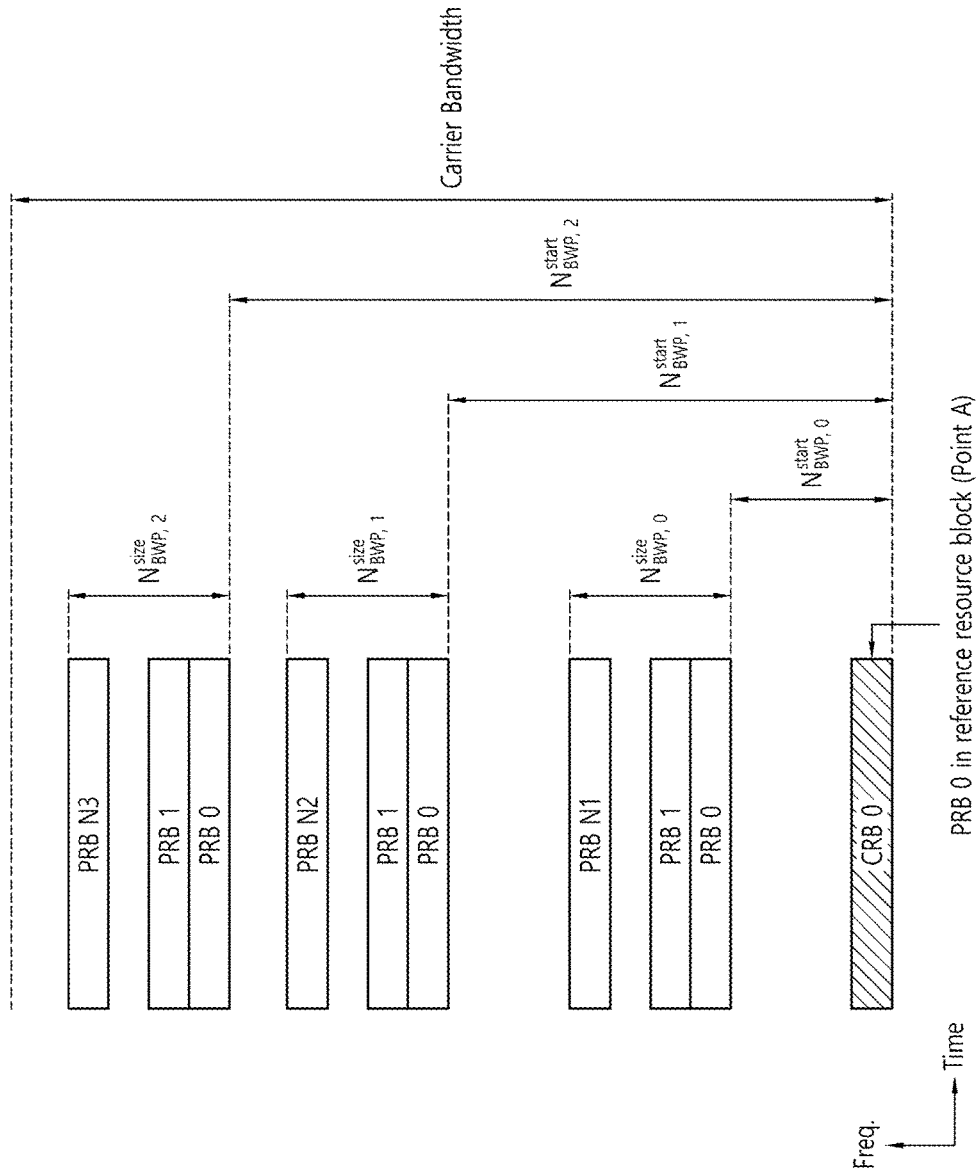 Carrier Bandwidth
N^start_BWP, 2
N^size_BWP, 2
PRB N3
PRB 1
PRB 0
N^start_BWP, 1
N^size_BWP, 1
PRB N2
PRB 1
PRB 0
N^start_BWP, 0
N^size_BWP, 0
PRB N1
PRB 1
PRB 0
CRB 0
PRB 0 in reference resource block (Point A)
Freq.
Time